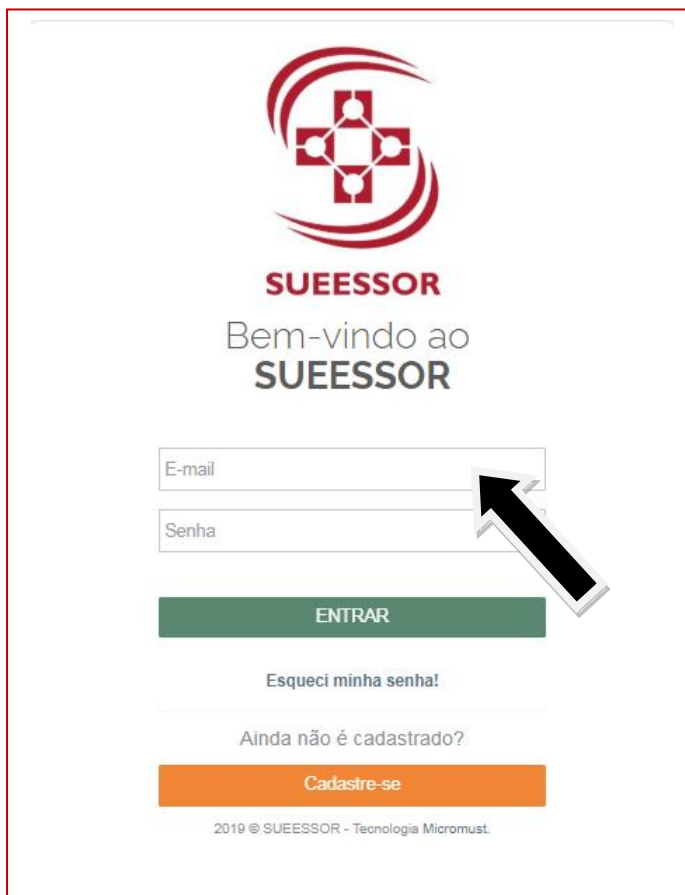 SUEESSOR
Bem-vindo ao
SUEESSOR
E-mail
Senha
ENTRAR
Esqueci minha senha!
Ainda não é cadastrado?
Cadastre-se
2019 © SUEESSOR - Tecnologia Micromust.